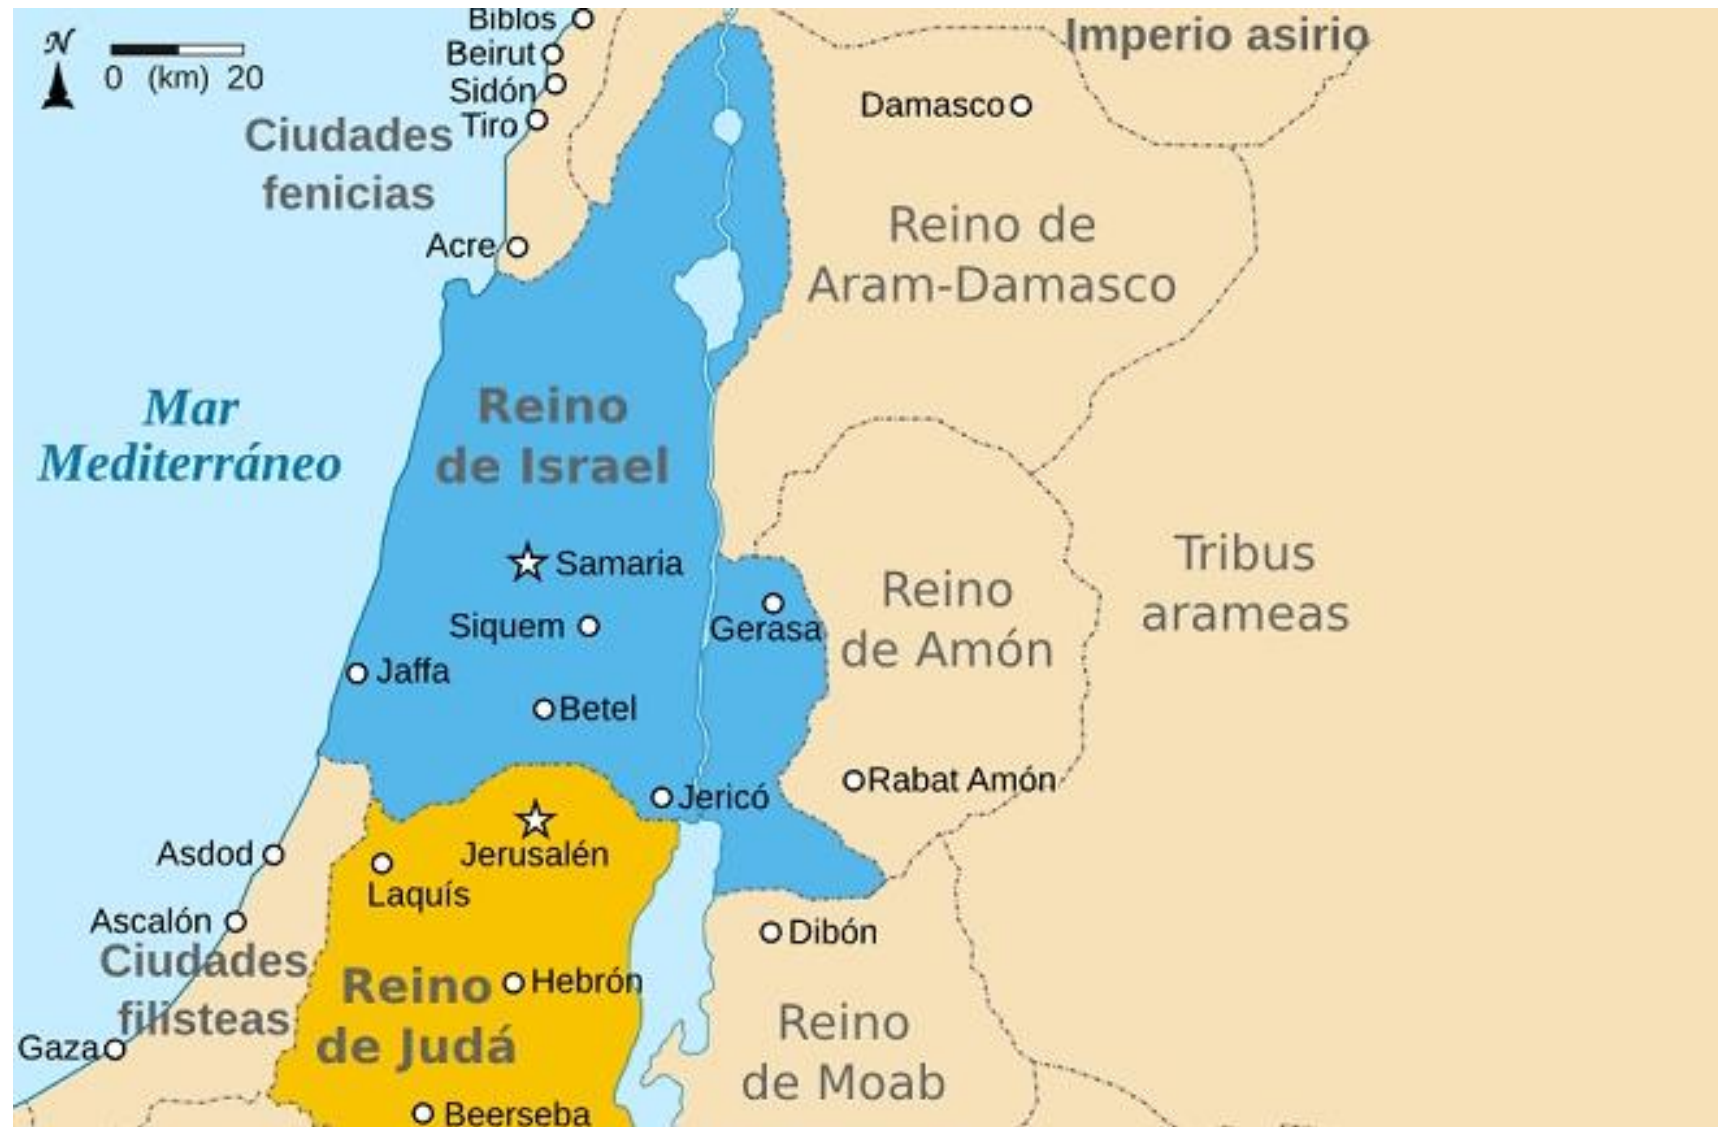 Biblos
Imperio asirio
N
Beirut
0 (km) 20
Sidón
Damasco
Tiro
Ciudades
fenicias
Reino de
Aram-Damasco
Acre
Mar
Mediterráneo
Reino
de Israel
Samaria
Tribus
arameas
Siquem
Gerasa
Reino
de Amón
Jaffa
Betel
Jericó
Rabat Amón
Jerusalén
Asdod
Laquís
Ascalón
Dibón
Ciudades
filisteas
Hebrón
Reino
de Judá
Reino
de Moab
Gaza
Beerseba